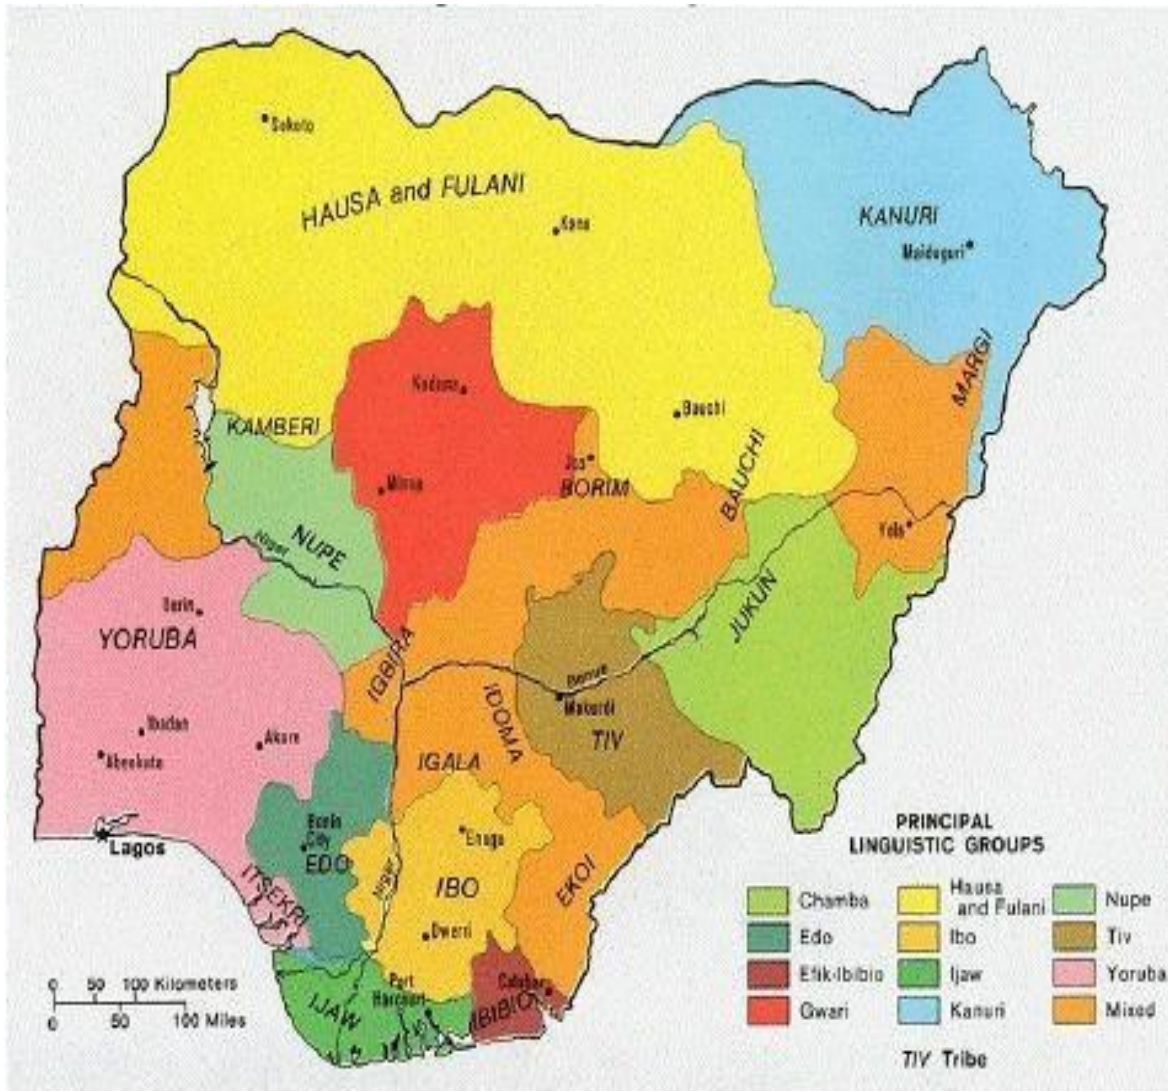 Sokoto
HAUSA and FULANI
Kano
KANURI
Maiduguri
Kaduna
KAMBERI
Bauchi
MARGI
Jos
BORIM
BAUCHI
Minna
Yola
NUPE
Niger
Ilorin
YORUBA
JUKUN
IGBIRA
Benue
Makurdi
IDOMA
TIV
Ibadan
Akure
Abeokuta
IGALA
Lagos
Benin
City
EDO
Enugu
IBO
Niger
ITSEKRI
EKOI
Owerri
Port
Harcourt
Calabar
IJAW
IBIBIO
0 50 100 Kilometers
0 50 100 Miles
PRINCIPAL
LINGUISTIC GROUPS
Chamba
Edo
Efik-Ibibio
Gwari
Hausa
and Fulani
Ibo
Ijaw
Kanuri
Nupe
Tiv
Yoruba
Mixed
TIV Tribe